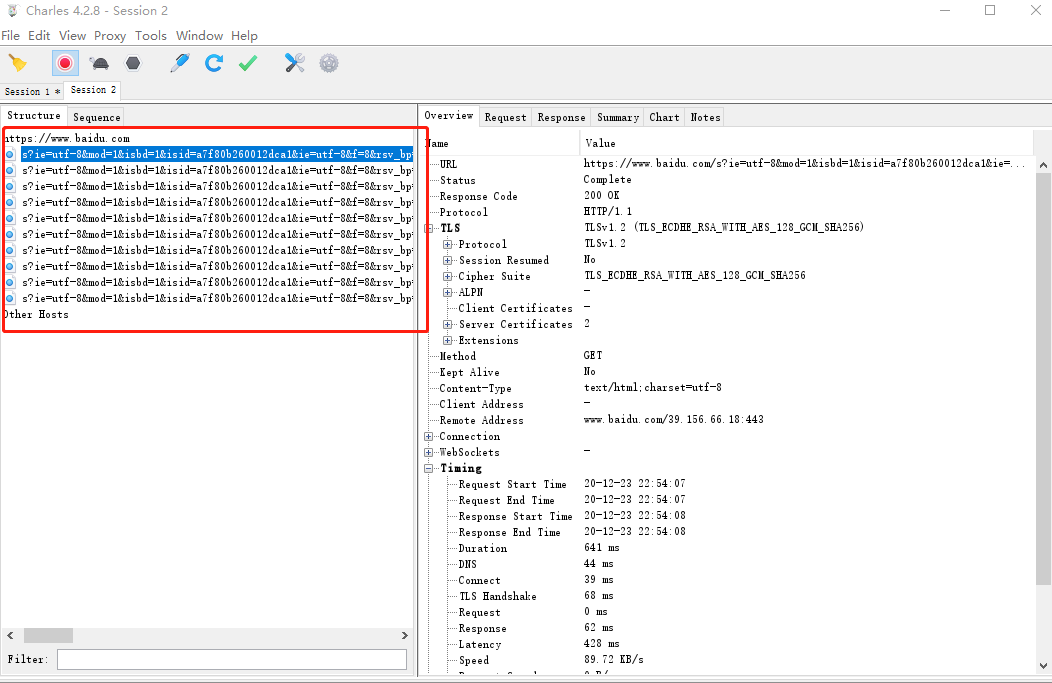 Charles 4.2.8 - Session 2
File Edit View Proxy Tools Window Help
Session 1 * Session 2
Structure Sequence
https://www.baidu.com
s?ie=utf-8&mod=1&isbd=1&isid=a7f80b260012dca1&ie=utf-8&f=8&rsv_bp=
s?ie=utf-8&mod=1&isbd=1&isid=a7f80b260012dca1&ie=utf-8&f=8&rsv_bp=
s?ie=utf-8&mod=1&isbd=1&isid=a7f80b260012dca1&ie=utf-8&f=8&rsv_bp=
s?ie=utf-8&mod=1&isbd=1&isid=a7f80b260012dca1&ie=utf-8&f=8&rsv_bp=
s?ie=utf-8&mod=1&isbd=1&isid=a7f80b260012dca1&ie=utf-8&f=8&rsv_bp=
s?ie=utf-8&mod=1&isbd=1&isid=a7f80b260012dca1&ie=utf-8&f=8&rsv_bp=
s?ie=utf-8&mod=1&isbd=1&isid=a7f80b260012dca1&ie=utf-8&f=8&rsv_bp=
s?ie=utf-8&mod=1&isbd=1&isid=a7f80b260012dca1&ie=utf-8&f=8&rsv_bp=
s?ie=utf-8&mod=1&isbd=1&isid=a7f80b260012dca1&ie=utf-8&f=8&rsv_bp=
s?ie=utf-8&mod=1&isbd=1&isid=a7f80b260012dca1&ie=utf-8&f=8&rsv_bp=
Other Hosts
Filter:
Overview Request Response Summary Chart Notes
Name Value
URL https://www.baidu.com/s?ie=utf-8&mod=1&isbd=1&isid=a7f80b260012dca1&ie=...
Status Complete
Response Code 200 OK
Protocol HTTP/1.1
TLS TLSv1.2 (TLS_ECDHE_RSA_WITH_AES_128_GCM_SHA256)
Protocol TLSv1.2
Session Resumed No
Cipher Suite TLS_ECDHE_RSA_WITH_AES_128_GCM_SHA256
ALPN -
Client Certificates -
Server Certificates 2
Extensions
Method GET
Kept Alive No
Content-Type text/html;charset=utf-8
Client Address -
Remote Address www.baidu.com/39.156.66.18:443
Connection
WebSockets -
Timing
Request Start Time 20-12-23 22:54:07
Request End Time 20-12-23 22:54:07
Response Start Time 20-12-23 22:54:08
Response End Time 20-12-23 22:54:08
Duration 641 ms
DNS 44 ms
Connect 39 ms
TLS Handshake 68 ms
Request 0 ms
Response 62 ms
Latency 428 ms
Speed 89.72 KB/s